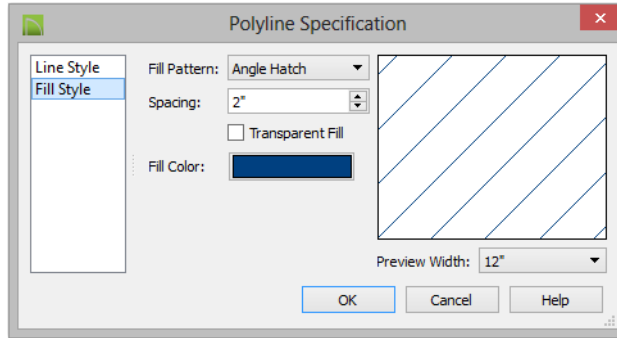 Polyline Specification
Line Style
Fill Style
Fill Pattern: Angle Hatch
Spacing: 2"
Transparent Fill
Fill Color:
Preview Width: 12"
OK Cancel Help